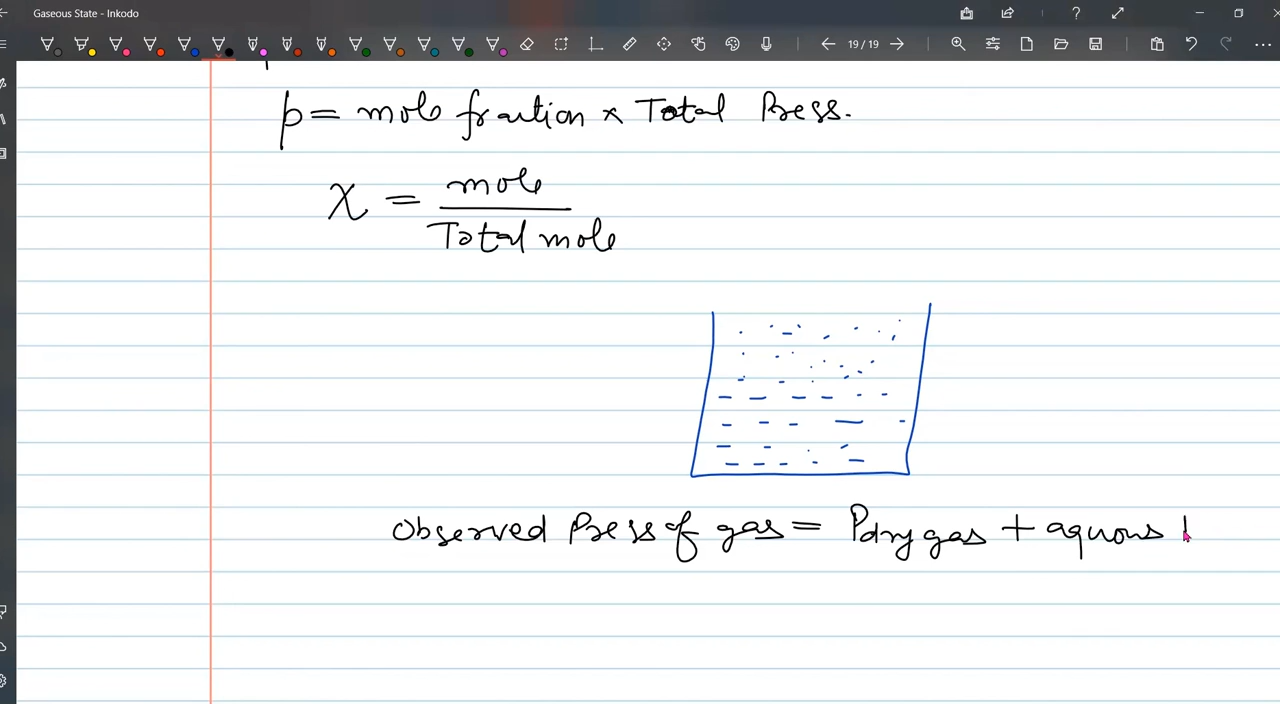 Gaseous State - Inkodo
19 / 19
p = mole fraction × Total Press.
χ = mole
Total mole
Observed Press of gas = Pdry gas + aquous